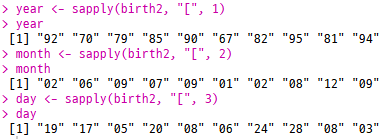 > year <- sapply(birth2, "[", 1)
> year
[1] "92" "70" "79" "85" "90" "67" "82" "95" "81" "94"
> month <- sapply(birth2, "[", 2)
> month
[1] "02" "06" "09" "07" "09" "01" "02" "08" "12" "09"
> day <- sapply(birth2, "[", 3)
> day
[1] "19" "17" "05" "20" "08" "06" "24" "28" "08" "03"